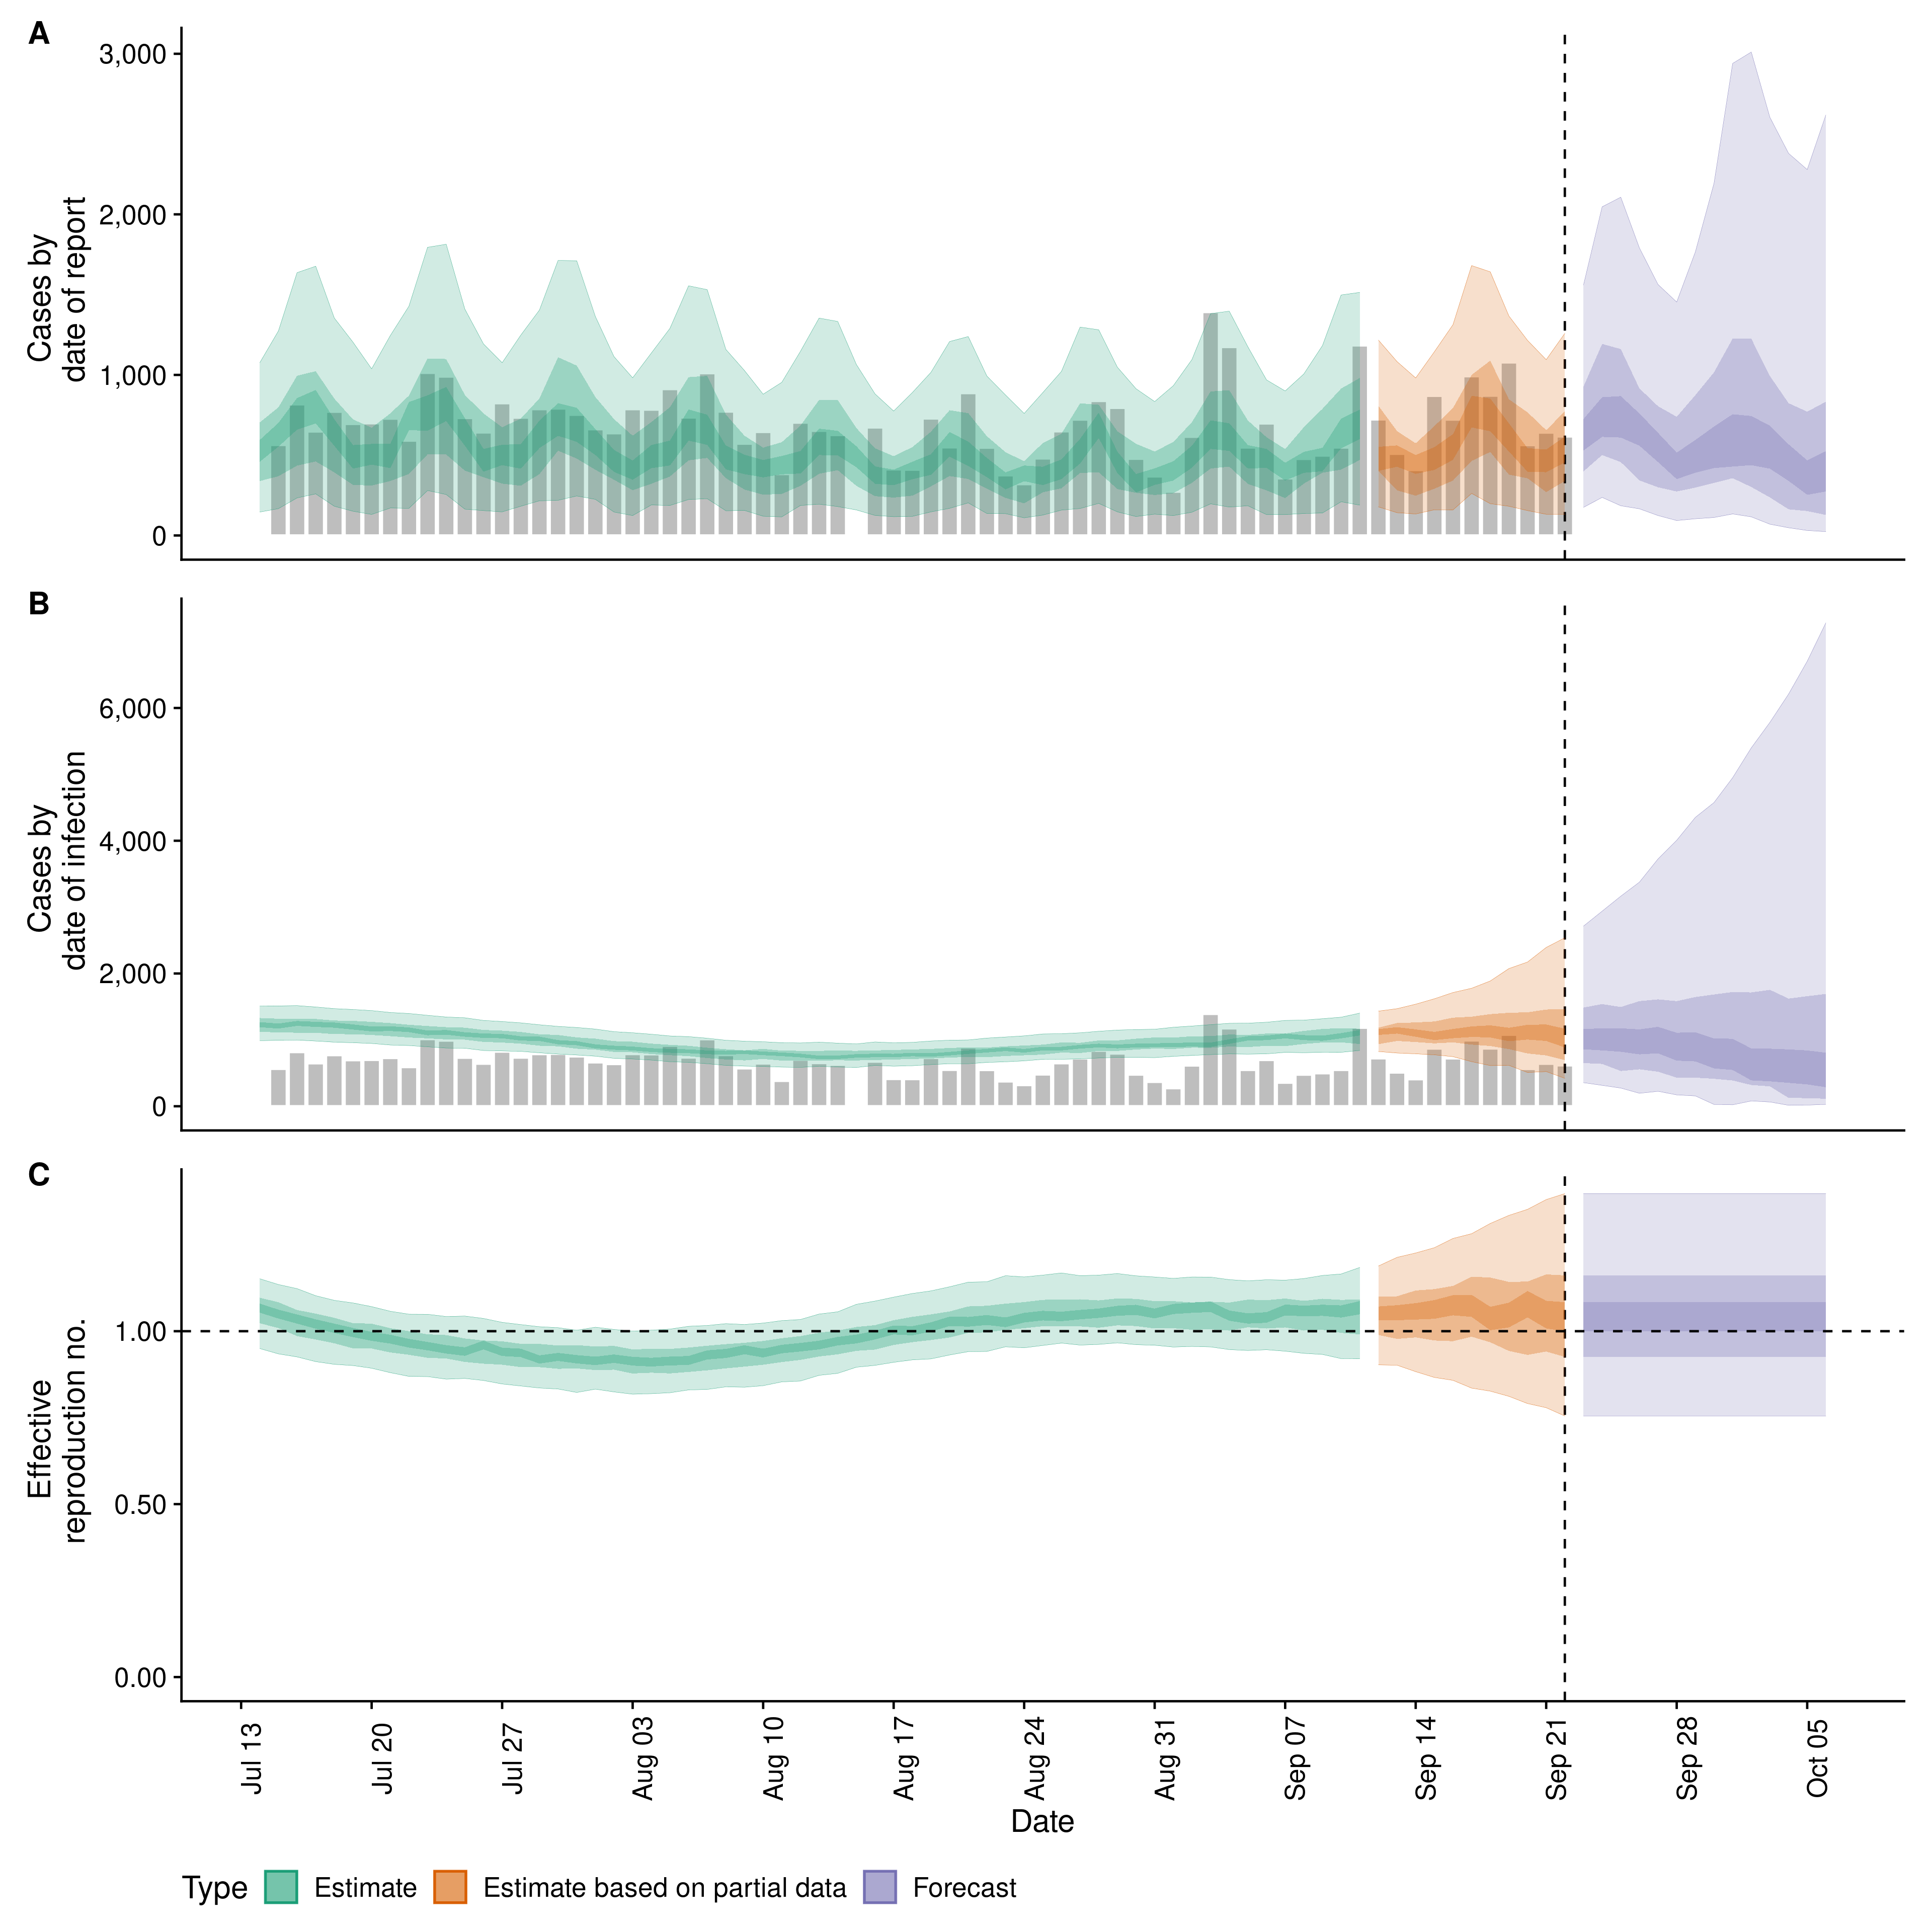 A
3,000
2,000
1,000
0
Cases by
date of report
B
6,000
4,000
2,000
0
Cases by
date of infection
C
1.00
0.50
0.00
Effective
reproduction no.
Jul 13
Jul 20
Jul 27
Aug 03
Aug 10
Aug 17
Aug 24
Aug 31
Sep 07
Sep 14
Sep 21
Sep 28
Oct 05
Date
Type Estimate Estimate based on partial data Forecast